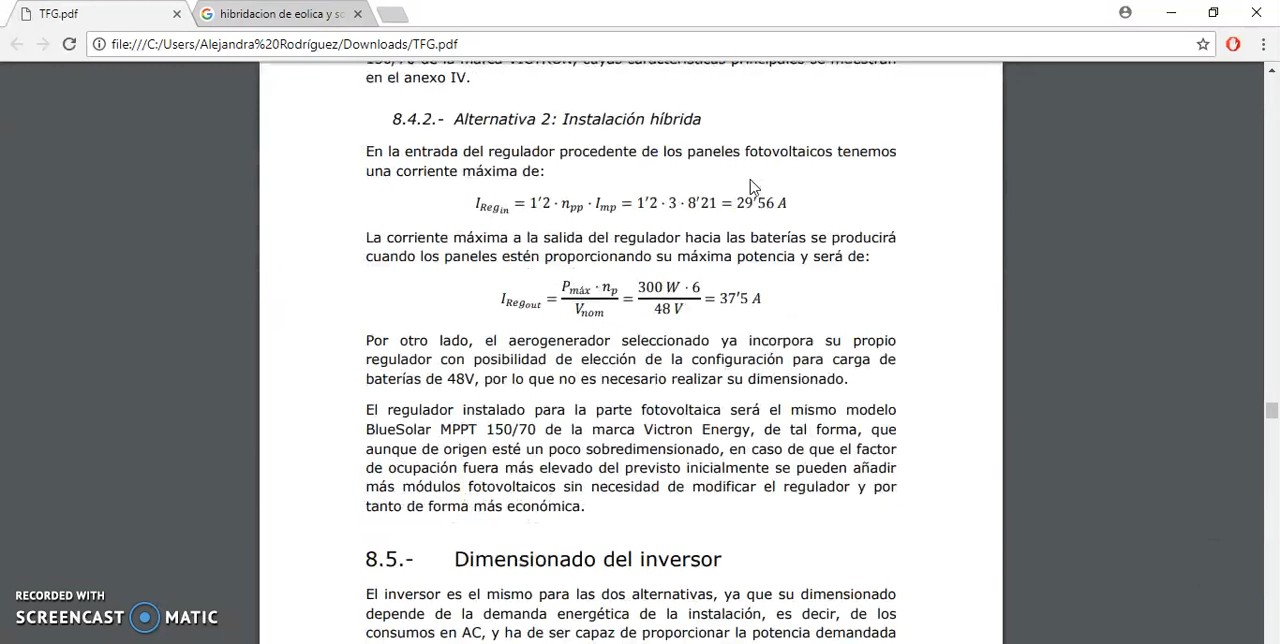 TFG.pdf
hibridacion de eolica y so
file:///C:/Users/Alejandra%20Rodríguez/Downloads/TFG.pdf
150/70 de la marca VICTRON, cuyas características principales se muestran
en el anexo IV.
8.4.2.- Alternativa 2: Instalación híbrida
En la entrada del regulador procedente de los paneles fotovoltaicos tenemos
una corriente máxima de:
I_Reg_in = 1'2 · n_pp · I_mp = 1'2 · 3 · 8'21 = 29'56 A
La corriente máxima a la salida del regulador hacia las baterías se producirá
cuando los paneles estén proporcionando su máxima potencia y será de:
I_Reg_out = P_máx · n_p / V_nom = 300 W · 6 / 48 V = 37'5 A
Por otro lado, el aerogenerador seleccionado ya incorpora su propio
regulador con posibilidad de elección de la configuración para carga de
baterías de 48V, por lo que no es necesario realizar su dimensionado.
El regulador instalado para la parte fotovoltaica será el mismo modelo
BlueSolar MPPT 150/70 de la marca Victron Energy, de tal forma, que
aunque de origen esté un poco sobredimensionado, en caso de que el factor
de ocupación fuera más elevado del previsto inicialmente se pueden añadir
más módulos fotovoltaicos sin necesidad de modificar el regulador y por
tanto de forma más económica.
8.5.- Dimensionado del inversor
El inversor es el mismo para las dos alternativas, ya que su dimensionado
depende de la demanda energética de la instalación, es decir, de los
consumos en AC, y ha de ser capaz de proporcionar la potencia demandada
RECORDED WITH
SCREENCAST MATIC